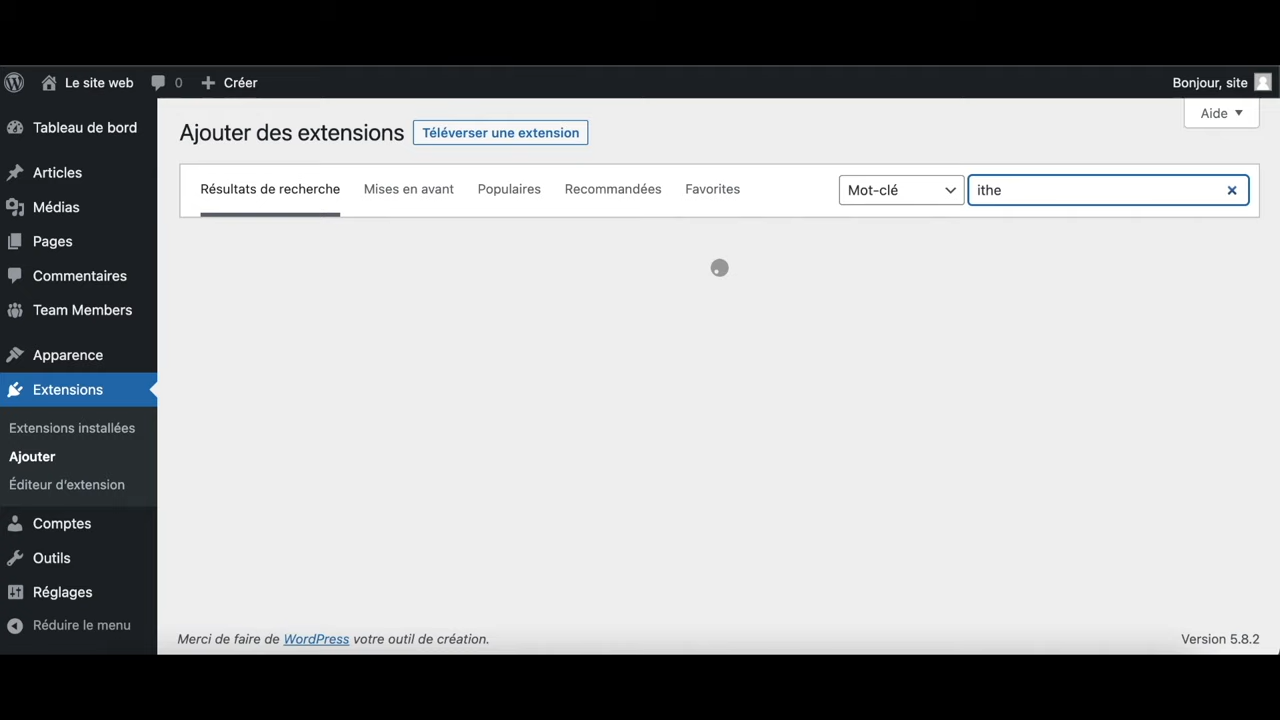 Le site web 0 Créer Bonjour, site
Aide
Tableau de bord
Articles
Médias
Pages
Commentaires
Team Members
Apparence
Extensions
Extensions installées
Ajouter
Éditeur d'extension
Comptes
Outils
Réglages
Réduire le menu
Ajouter des extensions Téléverser une extension
Résultats de recherche Mises en avant Populaires Recommandées Favorites Mot-clé ithe
Merci de faire de WordPress votre outil de création. Version 5.8.2